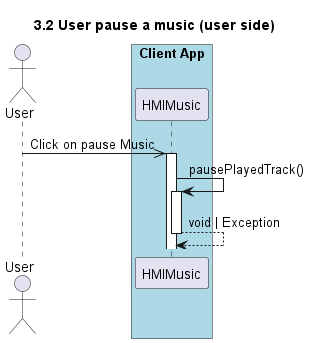 3.2 User pause a music (user side)
Client App
User
HMIMusic
Click on pause Music
pausePlayedTrack()
void | Exception
User
HMIMusic